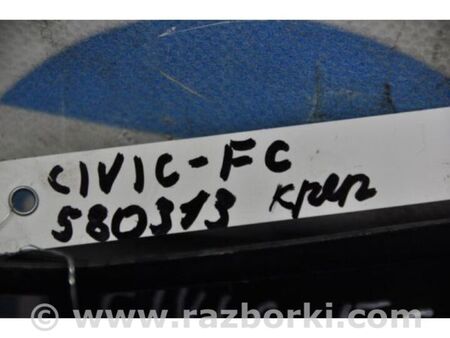 CIVIC-FC
580313 креп
www.razborki.com